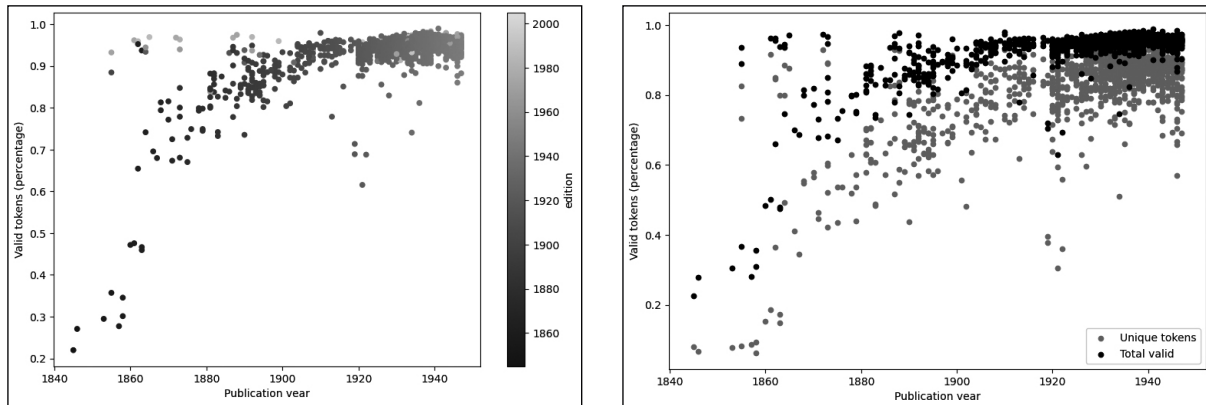 1.0
0.9
0.8
0.7
0.6
0.5
0.4
0.3
0.2
Valid tokens (percentage)
1840 1860 1880 1900 1920 1940
Publication year
2000
1980
1960
1940
1920
1900
1880
1860
edition
1.0
0.8
0.6
0.4
0.2
Valid tokens (percentage)
Unique tokens
Total valid
1840 1860 1880 1900 1920 1940
Publication year